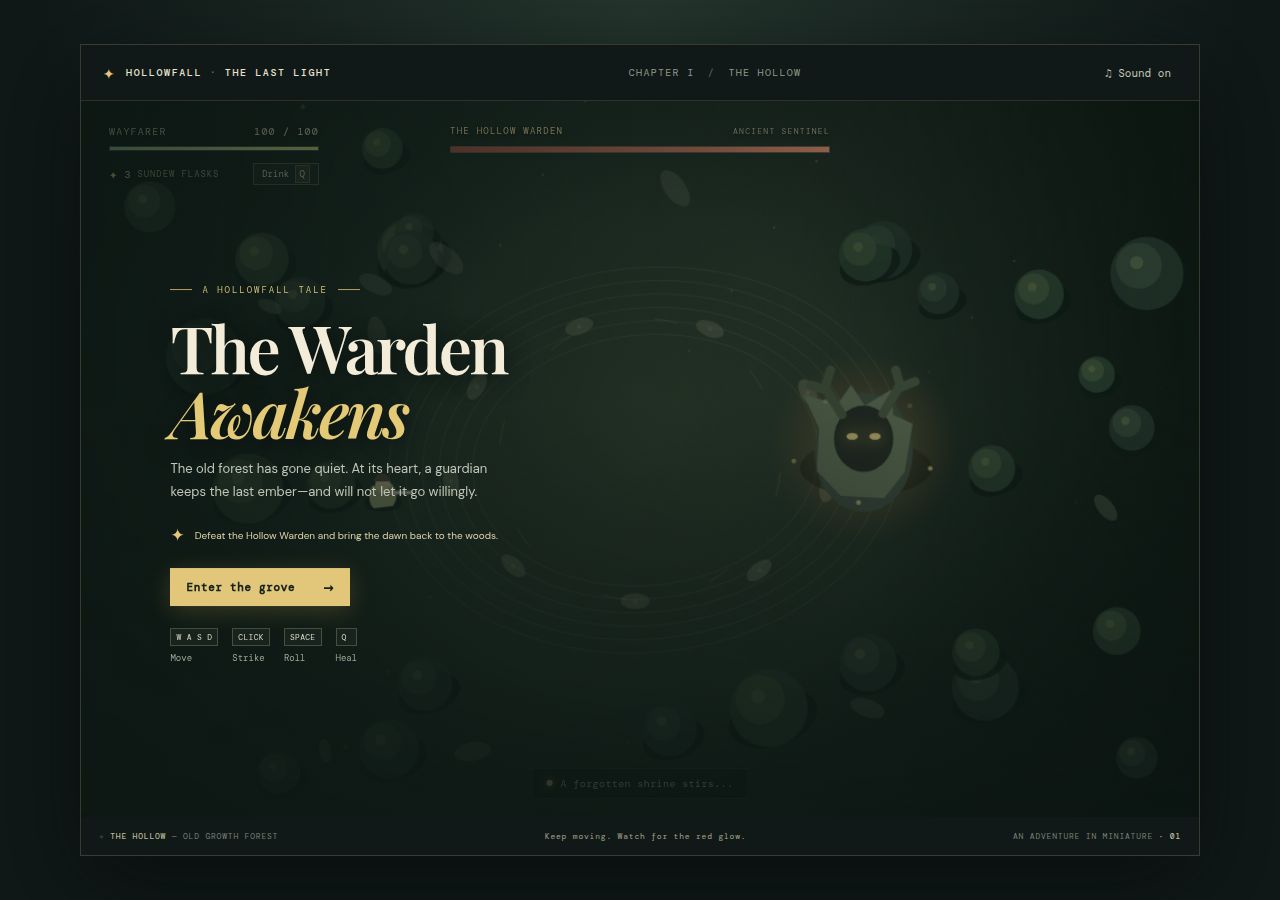 ✦ HOLLOWFALL · THE LAST LIGHT
CHAPTER I / THE HOLLOW
♫ Sound on
WAYFARER 100 / 100
✦ 3 SUNDEW FLASKS Drink Q
THE HOLLOW WARDEN ANCIENT SENTINEL
A HOLLOWFALL TALE
The Warden
Awakens
The old forest has gone quiet. At its heart, a guardian
keeps the last ember—and will not let it go willingly.
✦ Defeat the Hollow Warden and bring the dawn back to the woods.
Enter the grove →
W A S D CLICK SPACE Q
Move Strike Roll Heal
A forgotten shrine stirs...
THE HOLLOW — OLD GROWTH FOREST
Keep moving. Watch for the red glow.
AN ADVENTURE IN MINIATURE · 01